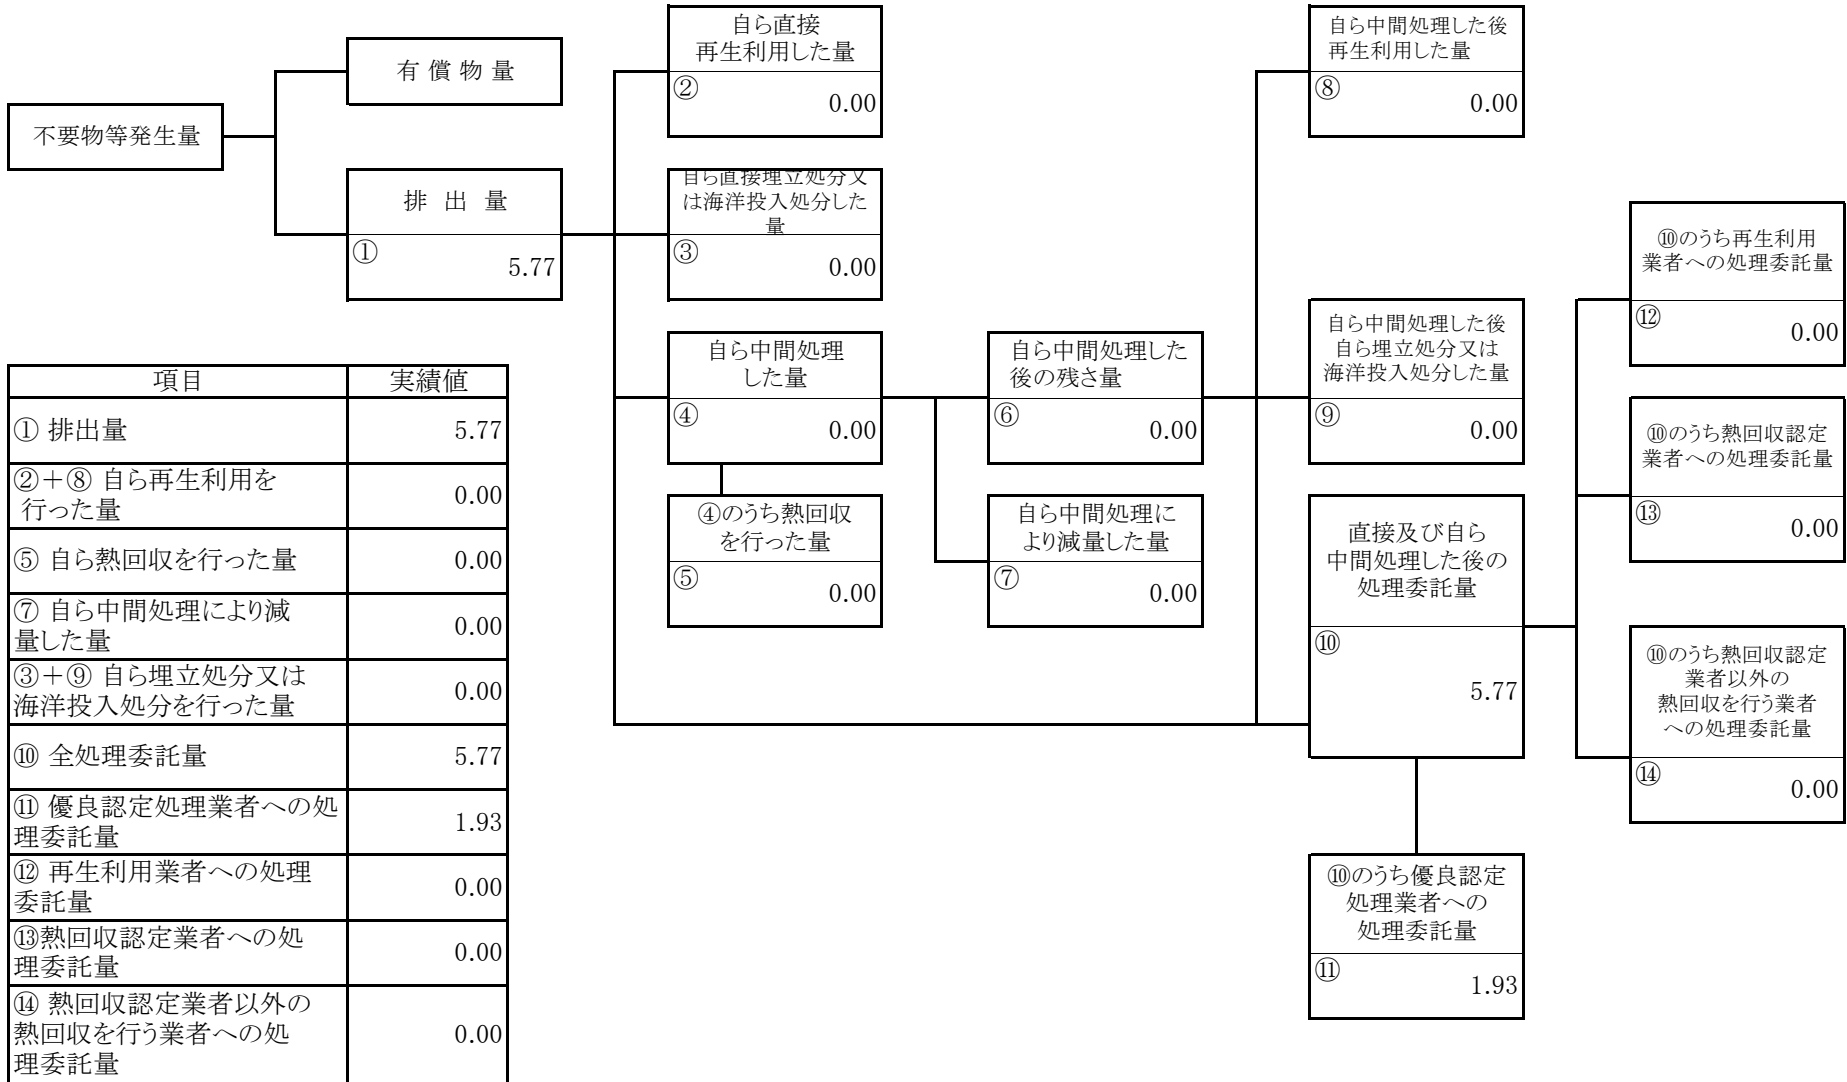 不要物等発生量
有 償 物 量
排 出 量
①
5.77
自ら直接
再生利用した量
②
0.00
自ら直接埋立処分又
は海洋投入処分した
量
③
0.00
自ら中間処理
した量
④
0.00
④のうち熱回収
を行った量
⑤
0.00
自ら中間処理した
後の残さ量
⑥
0.00
自ら中間処理に
より減量した量
⑦
0.00
自ら中間処理した後
再生利用した量
⑧
0.00
自ら中間処理した後
自ら埋立処分又は
海洋投入処分した量
⑨
0.00
直接及び自ら
中間処理した後の
処理委託量
⑩
5.77
⑩のうち優良認定
処理業者への
処理委託量
⑪
1.93
⑩のうち再生利用
業者への処理委託量
⑫
0.00
⑩のうち熱回収認定
業者への処理委託量
⑬
0.00
⑩のうち熱回収認定
業者以外の
熱回収を行う業者
への処理委託量
⑭
0.00
項目 実績値
① 排出量 5.77
②＋⑧ 自ら再生利用を
行った量 0.00
⑤ 自ら熱回収を行った量 0.00
⑦ 自ら中間処理により減
量した量 0.00
③＋⑨ 自ら埋立処分又は
海洋投入処分を行った量 0.00
⑩ 全処理委託量 5.77
⑪ 優良認定処理業者への処
理委託量 1.93
⑫ 再生利用業者への処理
委託量 0.00
⑬熱回収認定業者への処
理委託量 0.00
⑭ 熱回収認定業者以外の
熱回収を行う業者への処
理委託量 0.00